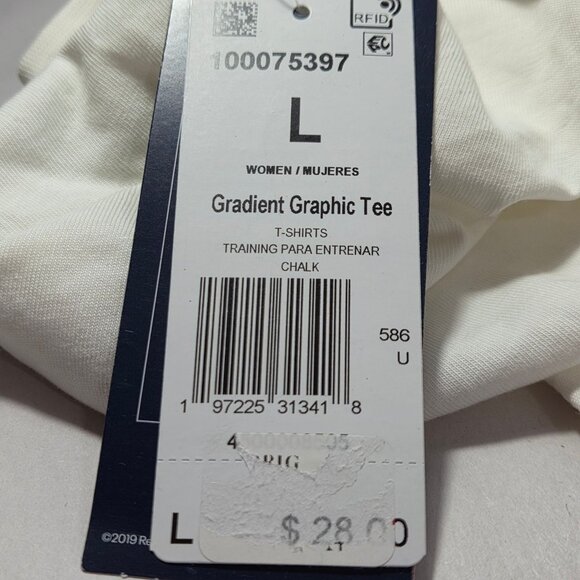 RFID
100075397
L
WOMEN / MUJERES
Gradient Graphic Tee
T-SHIRTS
TRAINING PARA ENTRENAR
CHALK
586
U
1 97225 31341 8
L
$ 28.00
©2019 Re